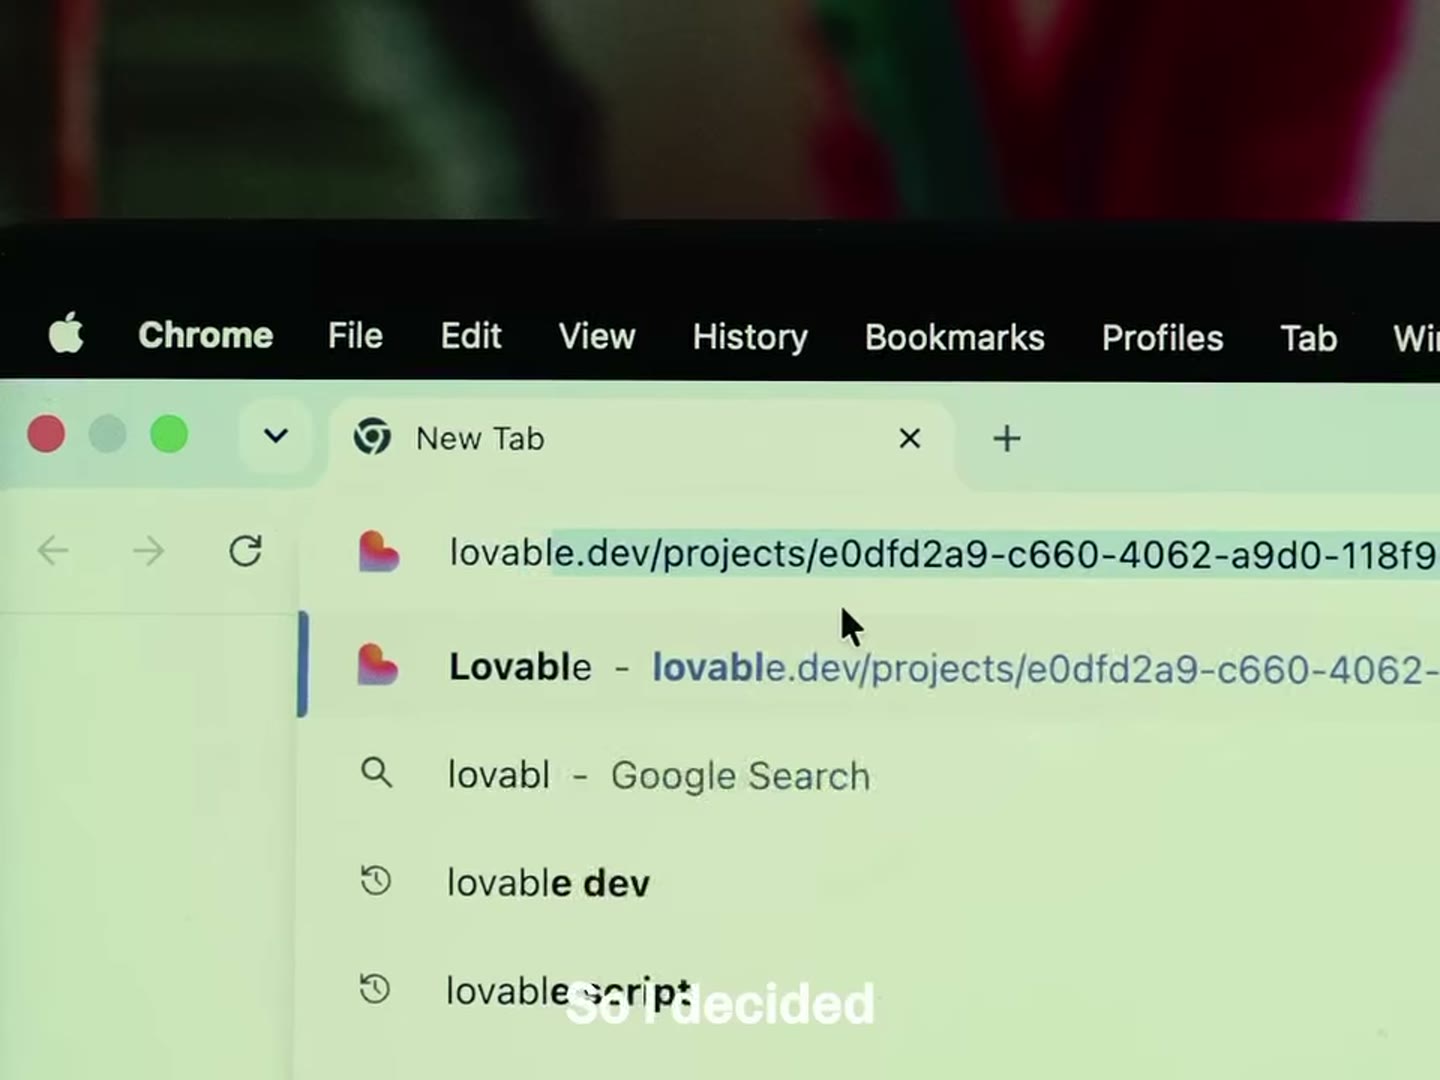 Chrome File Edit View History Bookmarks Profiles Tab
New Tab
lovable.dev/projects/e0dfd2a9-c660-4062-a9d0-118f9
Lovable - lovable.dev/projects/e0dfd2a9-c660-4062-
lovabl - Google Search
lovable dev
lovable script
So I decided